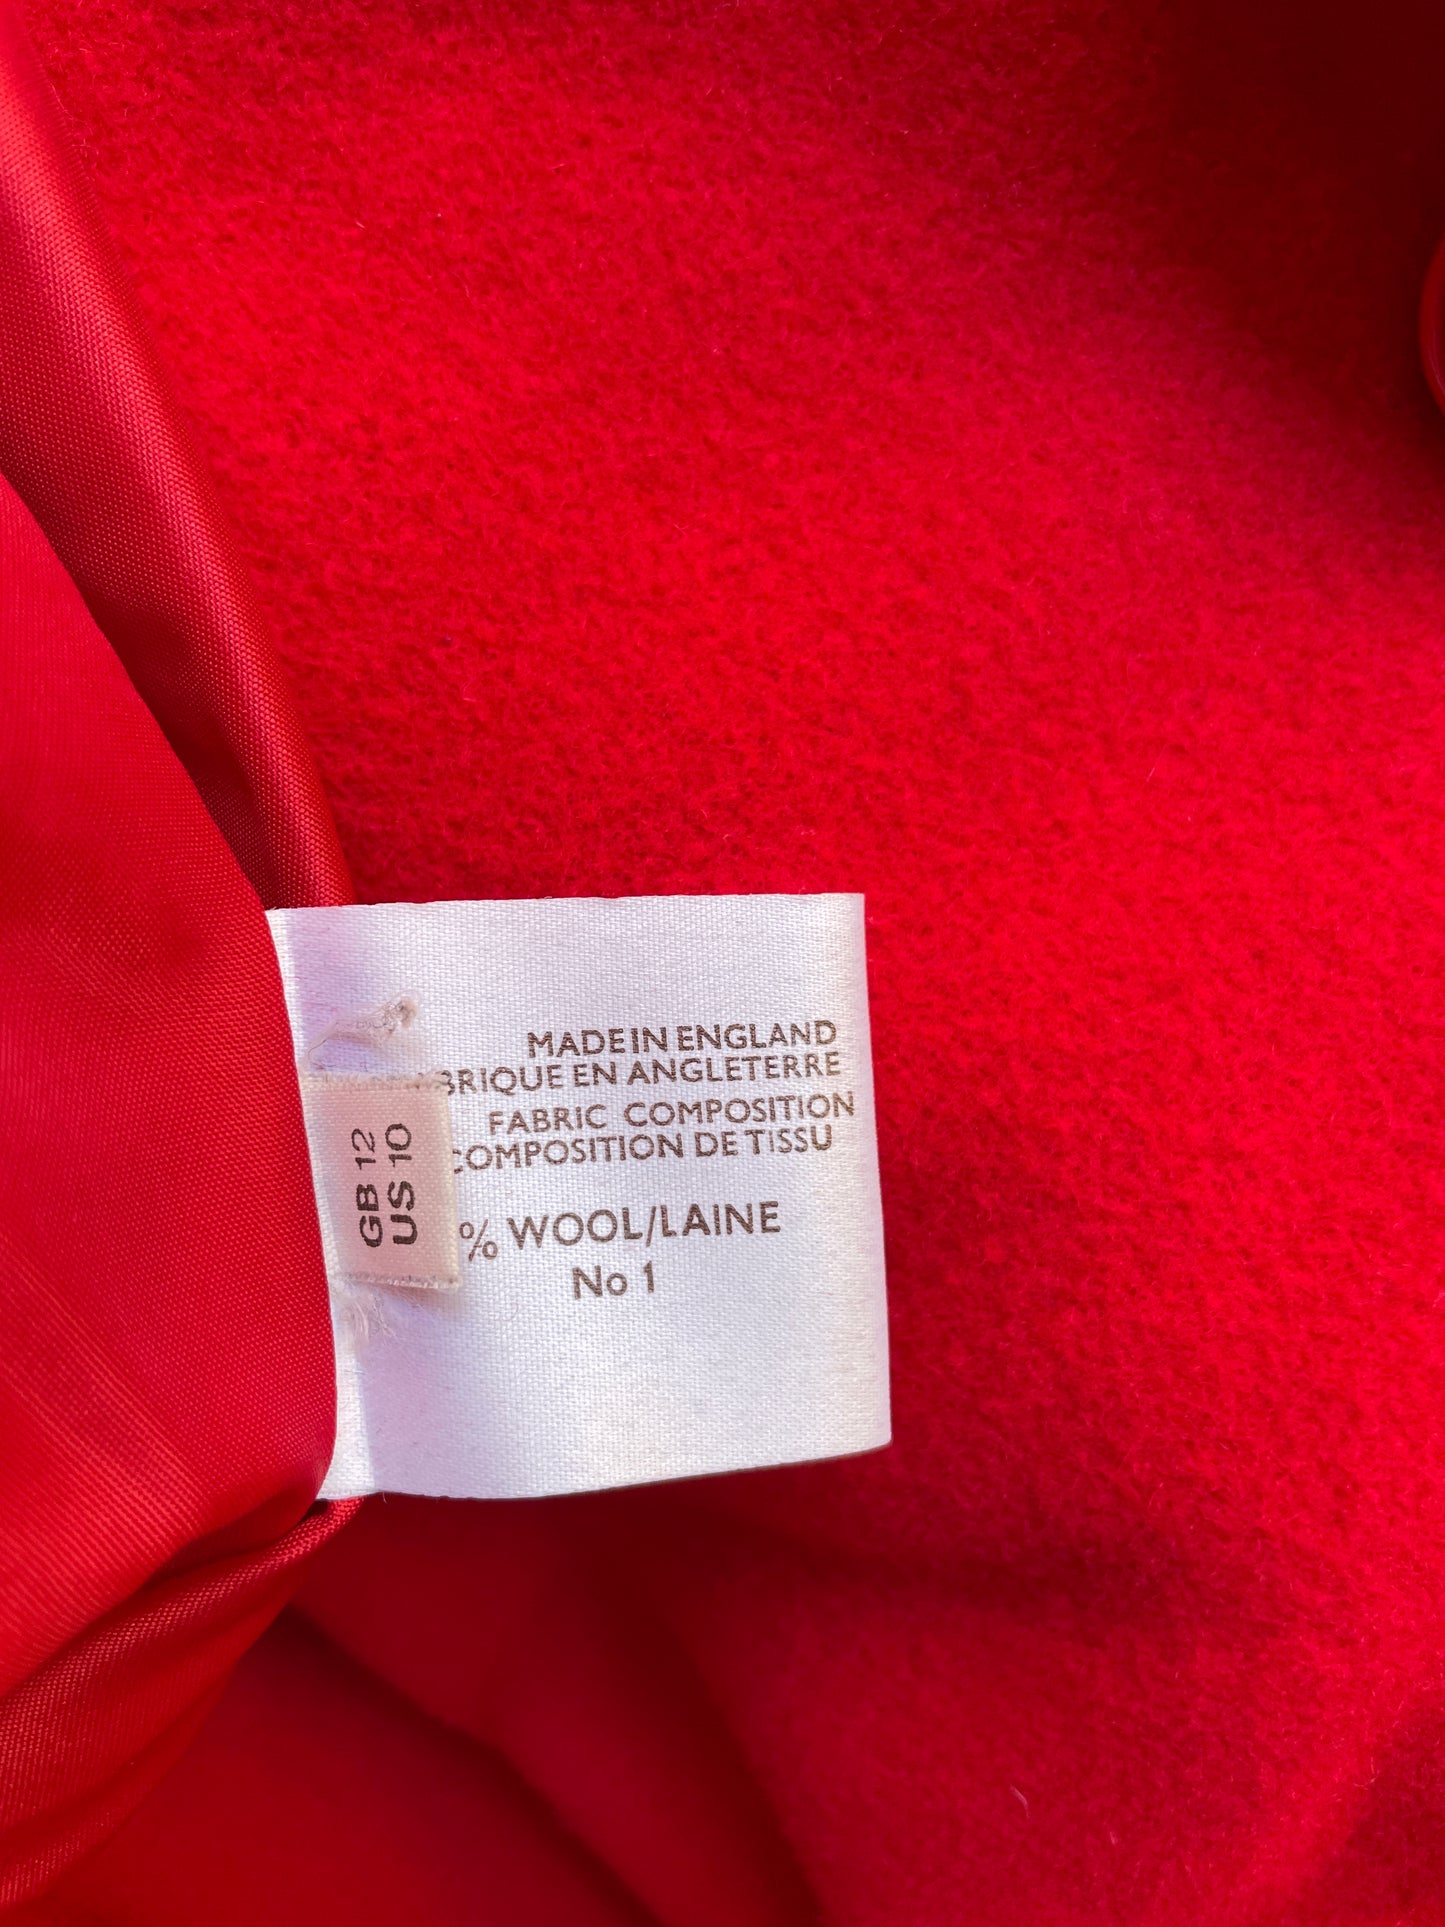 MADE IN ENGLAND
BRIQUE EN ANGLETERRE
FABRIC COMPOSITION
COMPOSITION DE TISSU
% WOOL/LAINE
No 1
GB 12
US 10